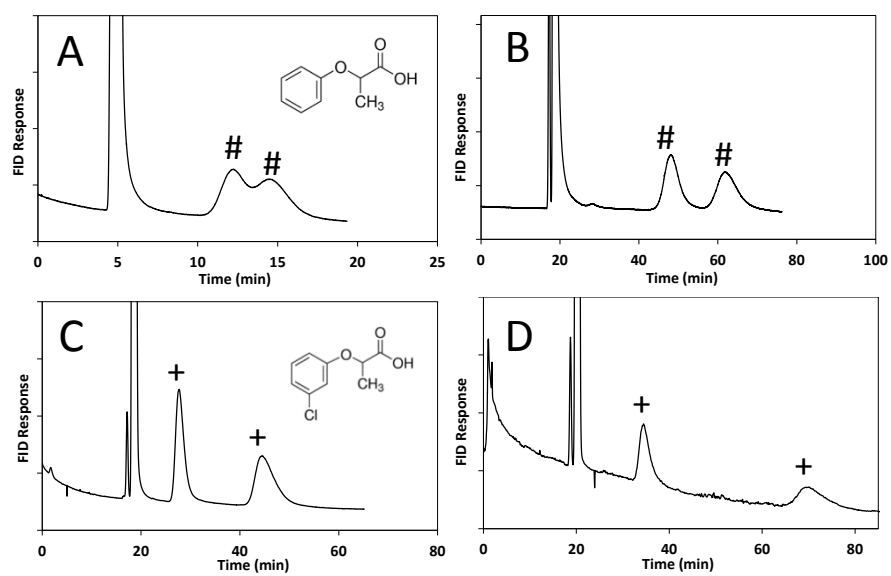 A
O
O
OH
CH3
#
#
FID Response
0
5
10
15
20
25
Time (min)
B
#
#
FID Response
0
20
40
60
80
100
Time (min)
C
O
O
OH
CH3
Cl
+
+
FID Response
0
20
40
60
80
Time (min)
D
+
+
FID Response
0
20
40
60
80
Time (min)